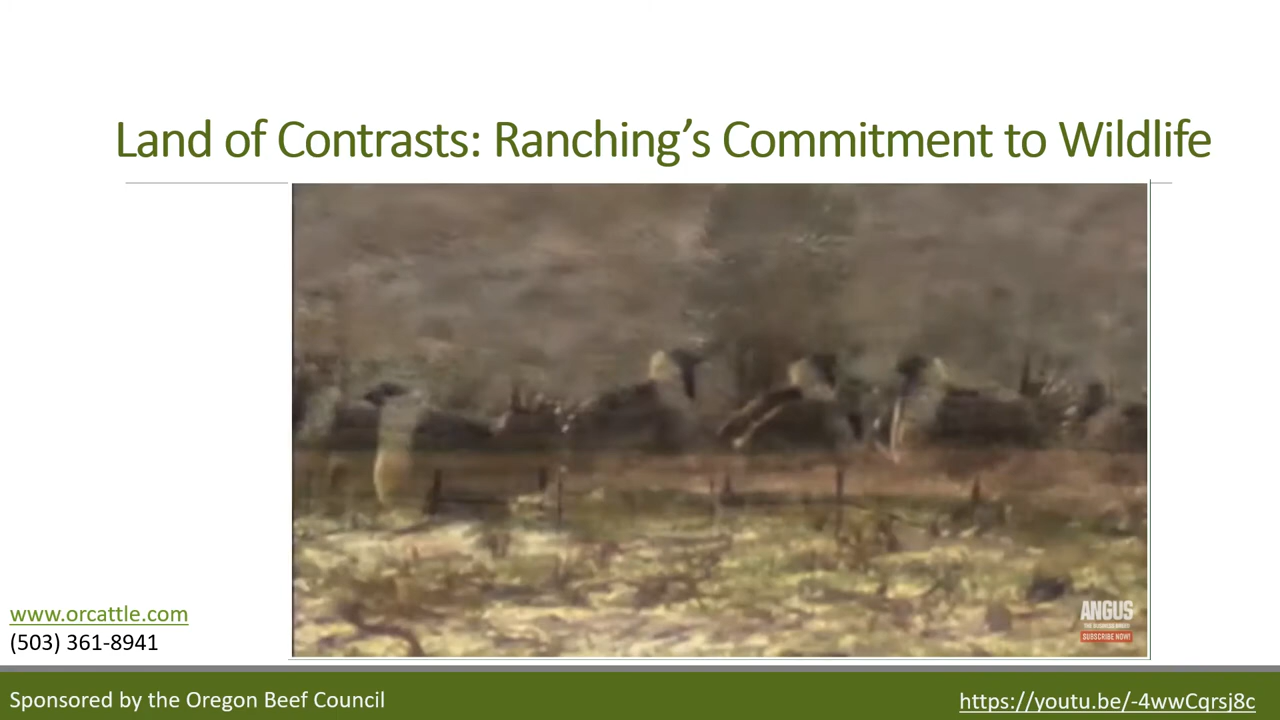 Land of Contrasts: Ranching’s Commitment to Wildlife
ANGUS
THE BUSINESS BREED
SUBSCRIBE NOW!
www.orcattle.com
(503) 361-8941
Sponsored by the Oregon Beef Council
https://youtu.be/-4wwCqrsj8c